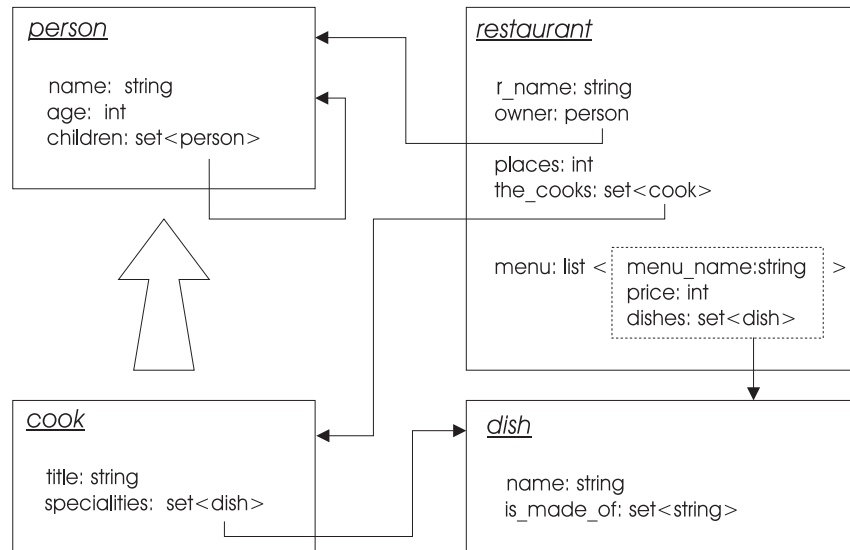 person
name: string
age: int
children: set<person>
restaurant
r_name: string
owner: person
places: int
the_cooks: set<cook>
menu: list < menu_name:string >
price: int
dishes: set<dish>
cook
title: string
specialities: set<dish>
dish
name: string
is_made_of: set<string>